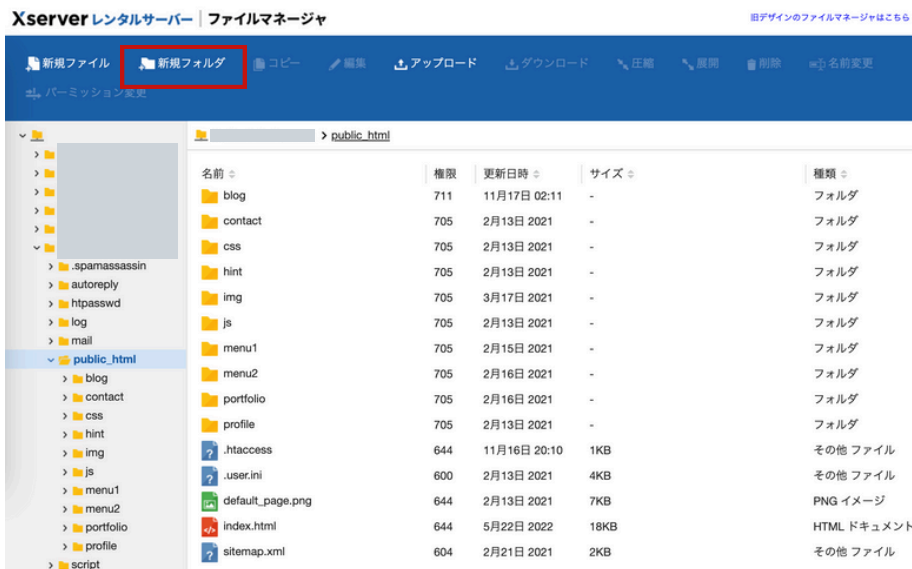 Xserver レンタルサーバー ファイルマネージャ
旧デザインのファイルマネージャはこちら
新規ファイル 新規フォルダ コピー 編集 アップロード ダウンロード 圧縮 展開 削除 名前変更
パーミッション変更
.spamassassin
autoreply
htpasswd
log
mail
public_html
blog
contact
css
hint
img
js
menu1
menu2
portfolio
profile
script
> public_html
名前 権限 更新日時 サイズ 種類
blog 711 11月17日 02:11 - フォルダ
contact 705 2月13日 2021 - フォルダ
css 705 2月13日 2021 - フォルダ
hint 705 2月13日 2021 - フォルダ
img 705 3月17日 2021 - フォルダ
js 705 2月13日 2021 - フォルダ
menu1 705 2月15日 2021 - フォルダ
menu2 705 2月16日 2021 - フォルダ
portfolio 705 2月16日 2021 - フォルダ
profile 705 2月13日 2021 - フォルダ
.htaccess 644 11月16日 20:10 1KB その他 ファイル
.user.ini 600 2月13日 2021 4KB その他 ファイル
default_page.png 644 2月13日 2021 7KB PNG イメージ
index.html 644 5月22日 2022 18KB HTML ドキュメント
sitemap.xml 604 2月21日 2021 2KB その他 ファイル